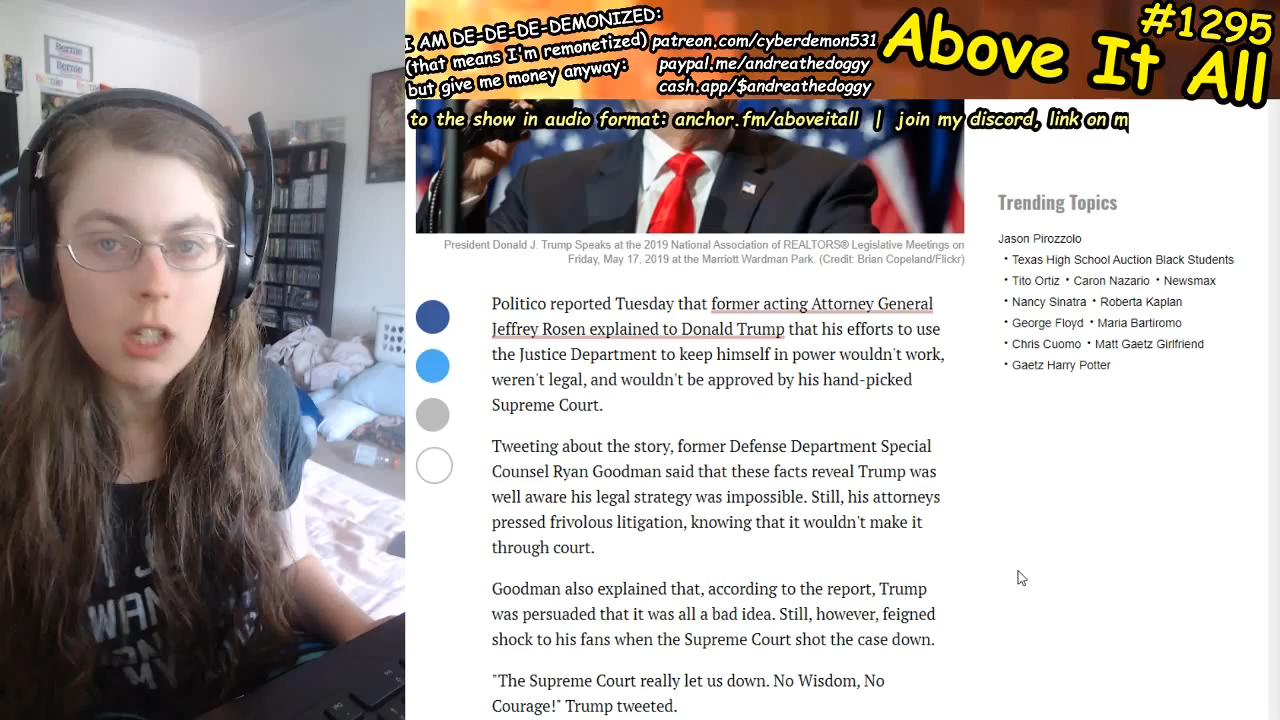 Bernie
Bernie
Bernie
I AM DE-DE-DE-DEMONIZED:
(that means I'm remonetized)
but give me money anyway:
patreon.com/cyberdemon531
paypal.me/andreathedoggy
cash.app/$andreathedoggy
#1295
Above It All
to the show in audio format: anchor.fm/aboveitall | join my discord, link on m
President Donald J. Trump Speaks at the 2019 National Association of REALTORS® Legislative Meetings on
Friday, May 17, 2019 at the Marriott Wardman Park. (Credit: Brian Copeland/Flickr)
Politico reported Tuesday that former acting Attorney General
Jeffrey Rosen explained to Donald Trump that his efforts to use
the Justice Department to keep himself in power wouldn't work,
weren't legal, and wouldn't be approved by his hand-picked
Supreme Court.
Tweeting about the story, former Defense Department Special
Counsel Ryan Goodman said that these facts reveal Trump was
well aware his legal strategy was impossible. Still, his attorneys
pressed frivolous litigation, knowing that it wouldn't make it
through court.
Goodman also explained that, according to the report, Trump
was persuaded that it was all a bad idea. Still, however, feigned
shock to his fans when the Supreme Court shot the case down.
"The Supreme Court really let us down. No Wisdom, No
Courage!" Trump tweeted.
Trending Topics
Jason Pirozzolo
• Texas High School Auction Black Students
• Tito Ortiz • Caron Nazario • Newsmax
• Nancy Sinatra • Roberta Kaplan
• George Floyd • Maria Bartiromo
• Chris Cuomo • Matt Gaetz Girlfriend
• Gaetz Harry Potter